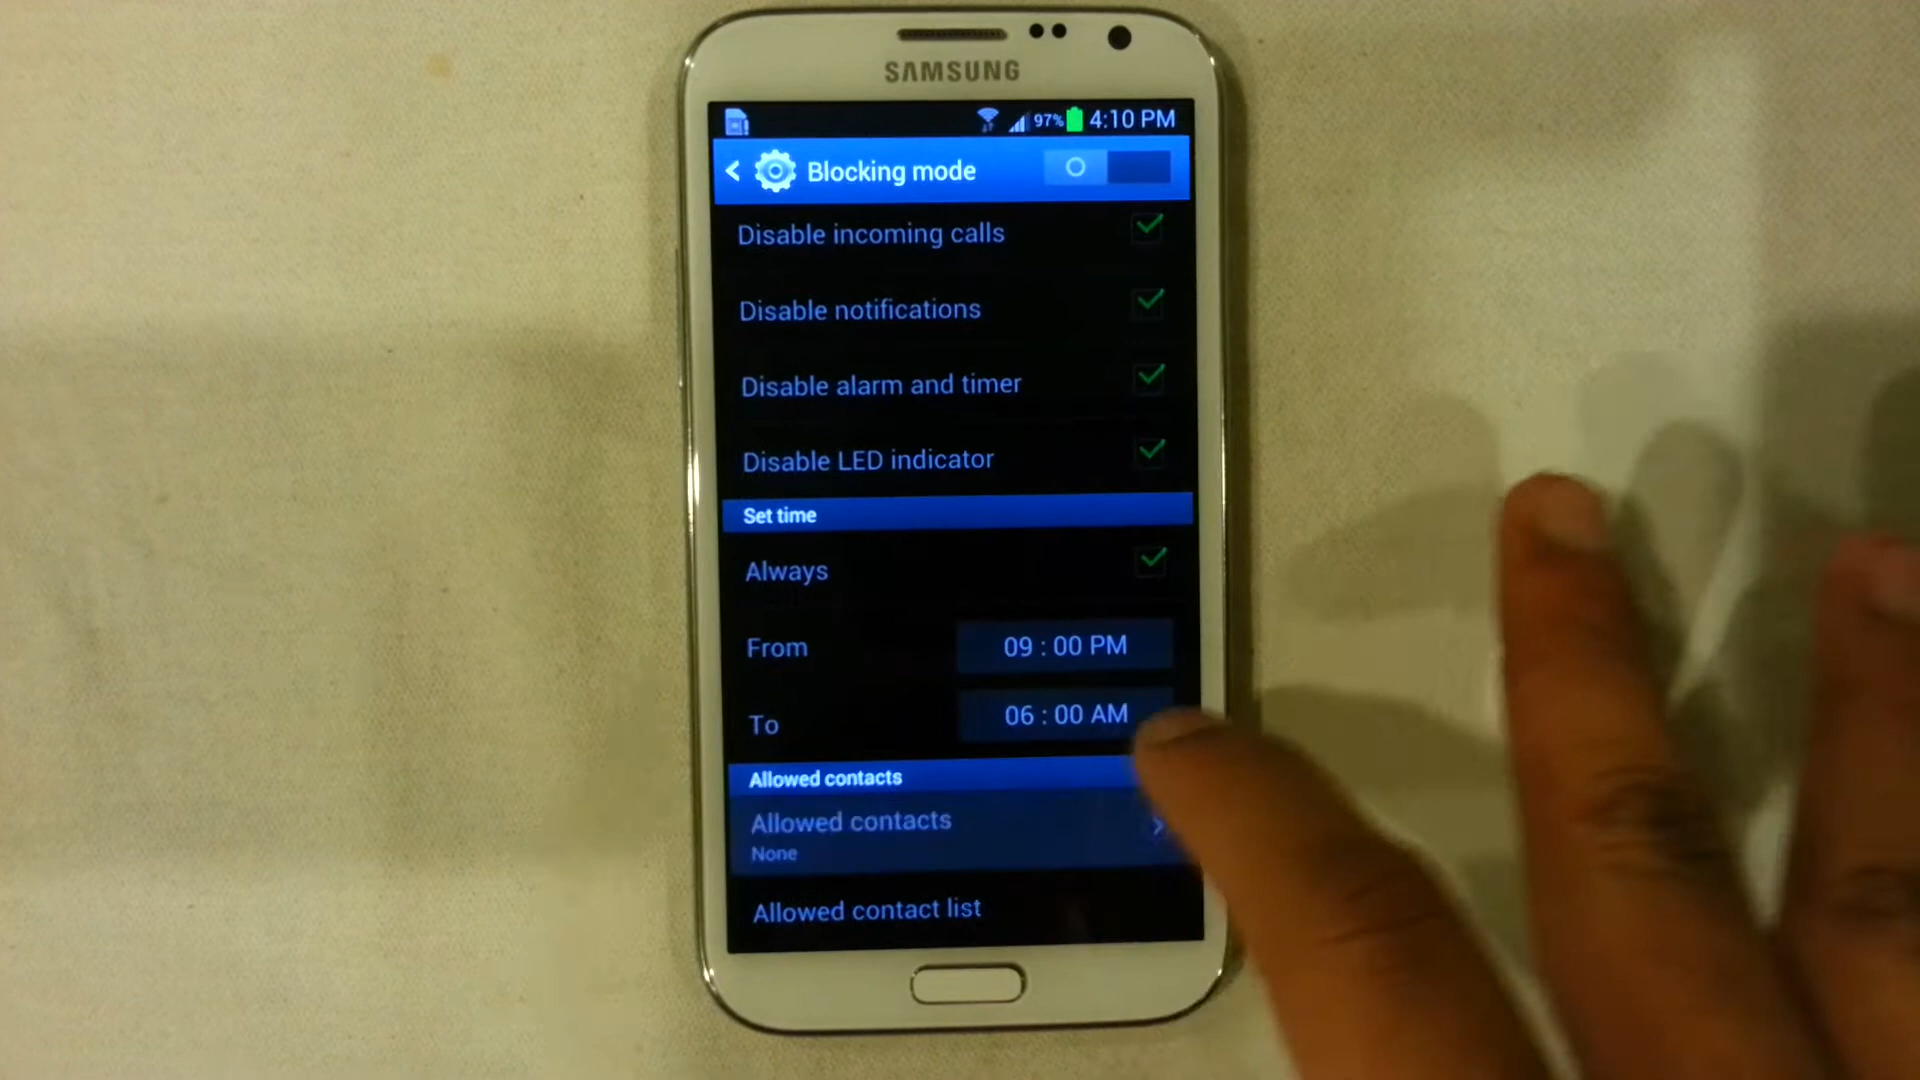 SAMSUNG
97% 4:10 PM
Blocking mode
Disable incoming calls
Disable notifications
Disable alarm and timer
Disable LED indicator
Set time
Always
From 09 : 00 PM
To 06 : 00 AM
Allowed contacts
Allowed contacts
None
Allowed contact list